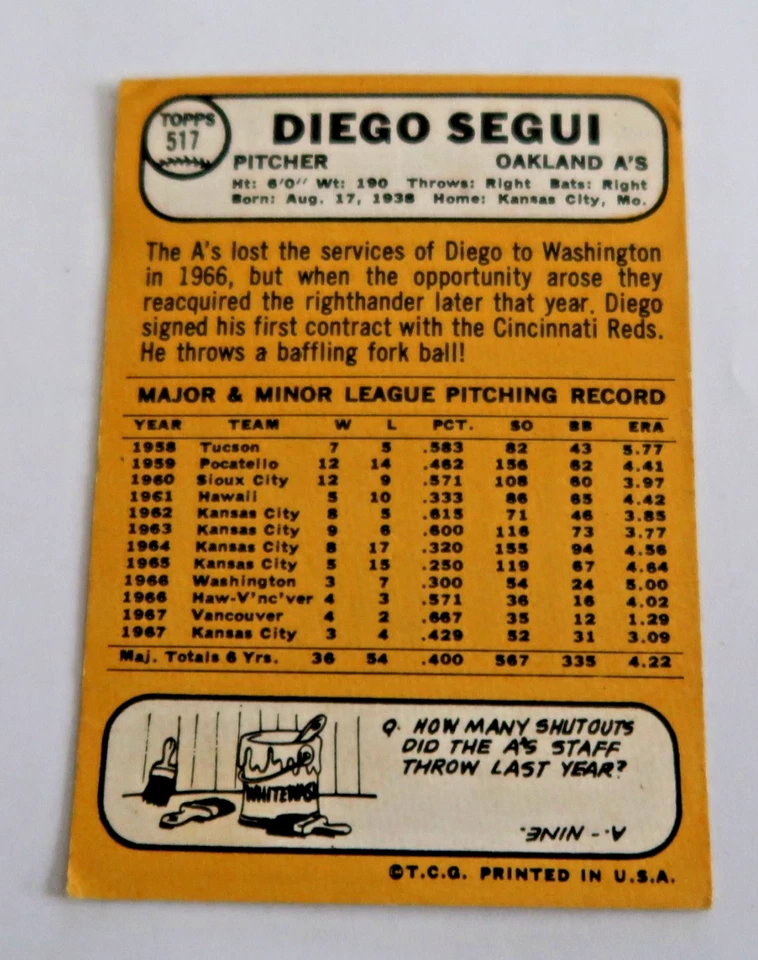 TOPPS
517
DIEGO SEGUI
PITCHER OAKLAND A'S
Ht: 6'0" Wt: 190 Throws: Right Bats: Right
Born: Aug. 17, 1938 Home: Kansas City, Mo.
The A's lost the services of Diego to Washington
in 1966, but when the opportunity arose they
reacquired the righthander later that year. Diego
signed his first contract with the Cincinnati Reds.
He throws a baffling fork ball!
MAJOR & MINOR LEAGUE PITCHING RECORD
YEAR TEAM W L PCT. SO BB ERA
1958 Tucson 7 5 .583 82 43 5.77
1959 Pocatello 12 14 .462 156 62 4.41
1960 Sioux City 12 9 .571 108 60 3.97
1961 Hawaii 5 10 .333 86 65 4.42
1962 Kansas City 8 5 .615 71 46 3.85
1963 Kansas City 9 6 .600 116 73 3.77
1964 Kansas City 8 17 .320 155 94 4.56
1965 Kansas City 5 15 .250 119 67 4.64
1966 Washington 3 7 .300 54 24 5.00
1966 Haw-V'nc'ver 4 3 .571 36 16 4.02
1967 Vancouver 4 2 .667 35 12 1.29
1967 Kansas City 3 4 .429 52 31 3.09
Maj. Totals 6 Yrs. 36 54 .400 567 335 4.22
Q. HOW MANY SHUTOUTS
DID THE A'S STAFF
THROW LAST YEAR?
WHITEWASH
A.- NINE.
©T.C.G. PRINTED IN U.S.A.